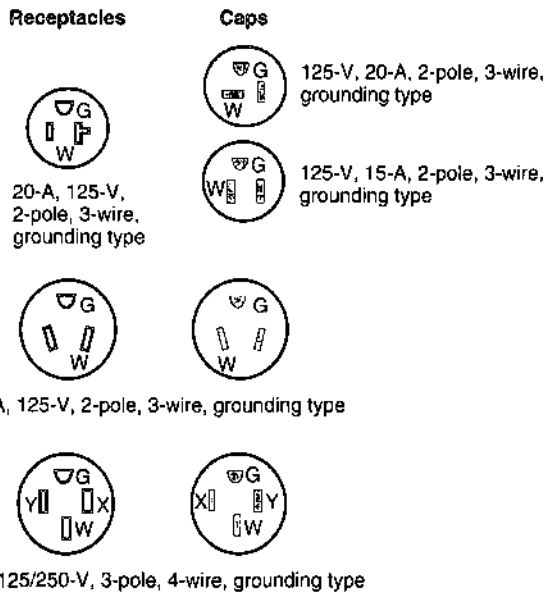 Receptacles
Caps
G
W
125-V, 20-A, 2-pole, 3-wire,
grounding type
G
W
20-A, 125-V,
2-pole, 3-wire,
grounding type
W
G
125-V, 15-A, 2-pole, 3-wire,
grounding type
G
W
G
W
, 125-V, 2-pole, 3-wire, grounding type
G
Y
X
W
G
X
Y
W
125/250-V, 3-pole, 4-wire, grounding type